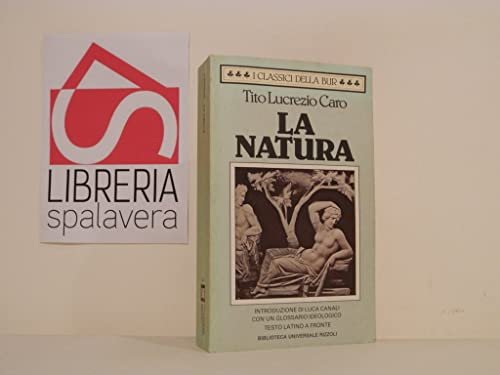 LIBRERIA
spalavera
I CLASSICI DELLA BUR
Tito Lucrezio Caro
LA
NATURA
INTRODUZIONE DI LUCA CANALI
CON UN GLOSSARIO IDEOLOGICO
TESTO LATINO A FRONTE
BIBLIOTECA UNIVERSALE RIZZOLI